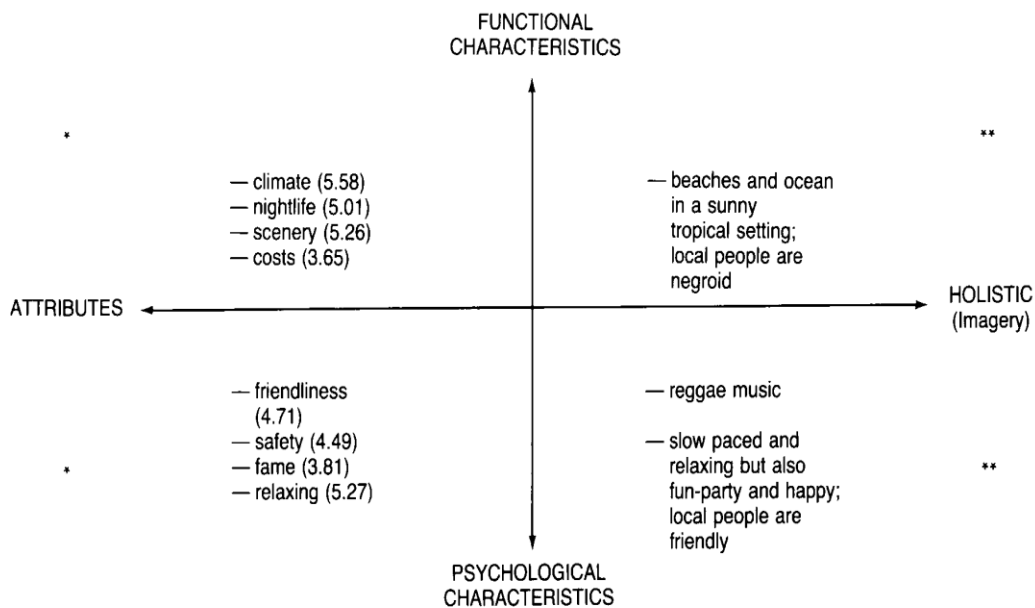 FUNCTIONAL
CHARACTERISTICS
*
**
— climate (5.58)
— nightlife (5.01)
— scenery (5.26)
— costs (3.65)
— beaches and ocean
in a sunny
tropical setting;
local people are
negroid
ATTRIBUTES
HOLISTIC
(Imagery)
— friendliness
(4.71)
— safety (4.49)
— fame (3.81)
— relaxing (5.27)
— reggae music
— slow paced and
relaxing but also
fun-party and happy;
local people are
friendly
*
**
PSYCHOLOGICAL
CHARACTERISTICS